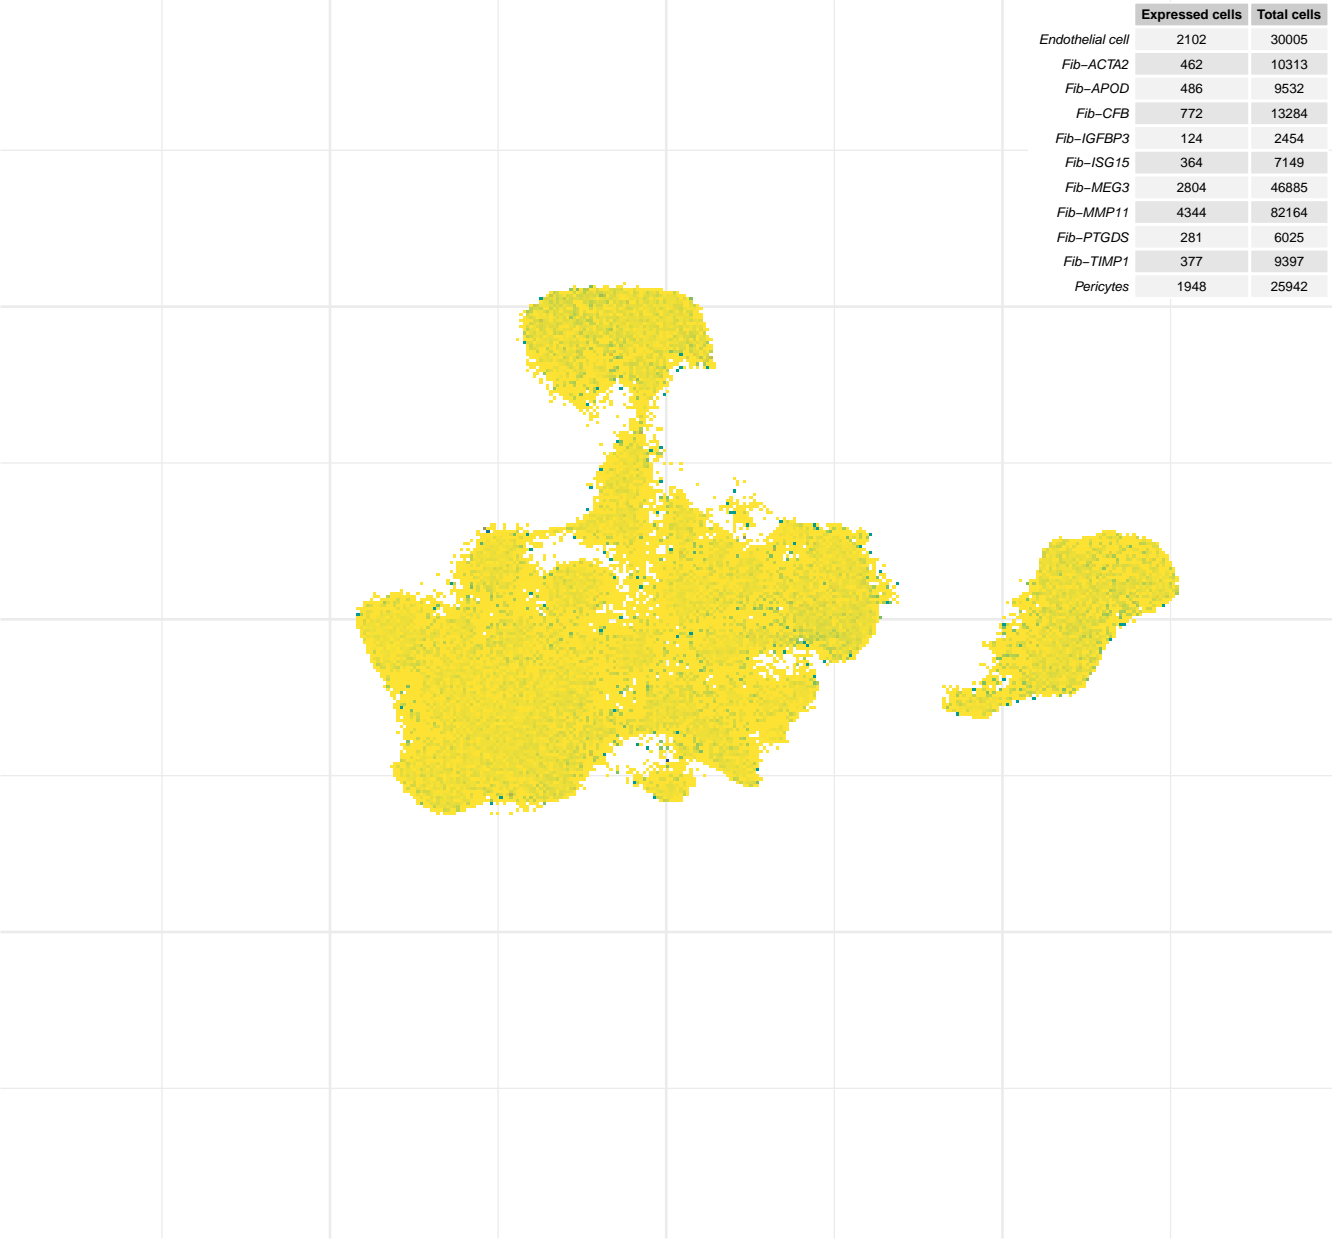 Expressed cells Total cells
Endothelial cell 2102 30005
Fib−ACTA2 462 10313
Fib−APOD 486 9532
Fib−CFB 772 13284
Fib−IGFBP3 124 2454
Fib−ISG15 364 7149
Fib−MEG3 2804 46885
Fib−MMP11 4344 82164
Fib−PTGDS 281 6025
Fib−TIMP1 377 9397
Pericytes 1948 25942